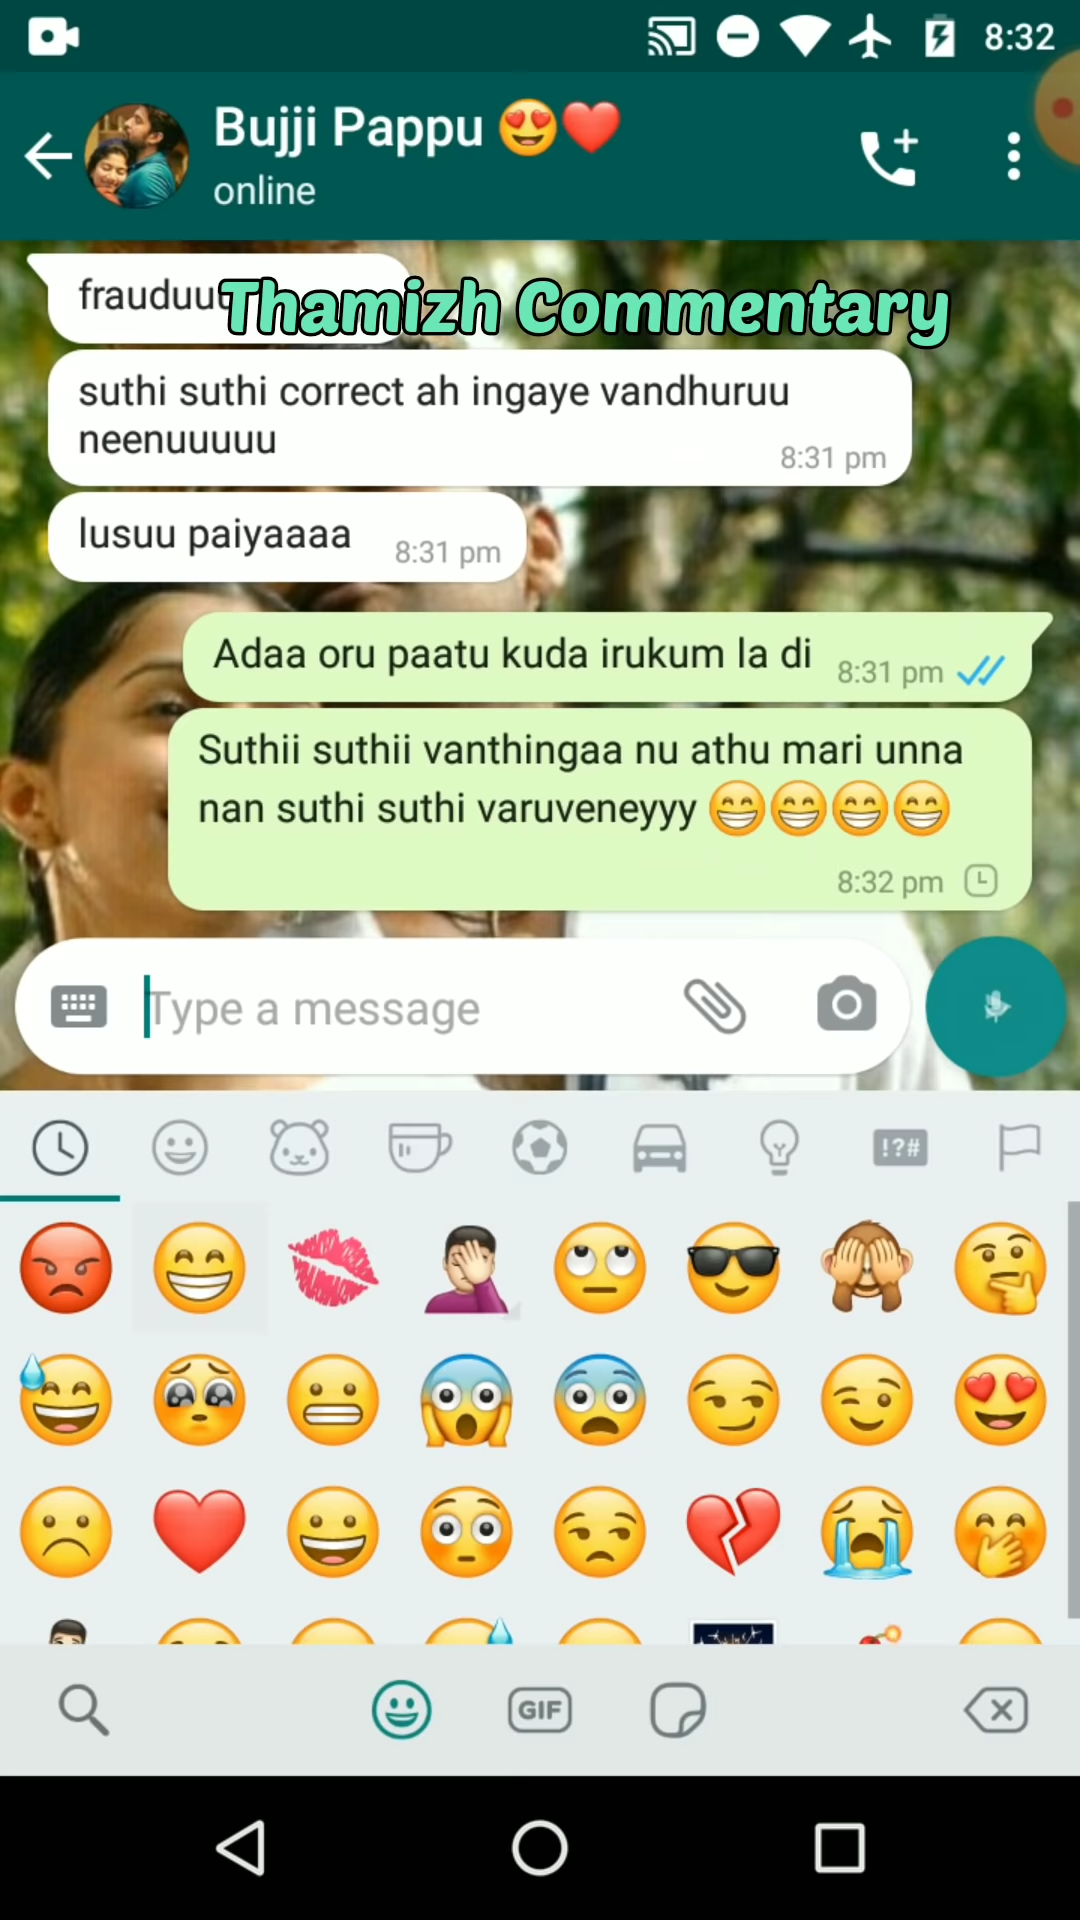 8:32
Bujji Pappu 😍❤️
online
Thamizh Commentary
suthi suthi correct ah ingaye vandhuruu
neenuuuuu
8:31 pm
lusuu paiyaaaa 8:31 pm
Adaa oru paatu kuda irukum la di 8:31 pm
Suthii suthii vanthingaa nu athu mari unna
nan suthi suthi varuveneyyy 😁😁😁😁
8:32 pm
Type a message
!?#
GIF